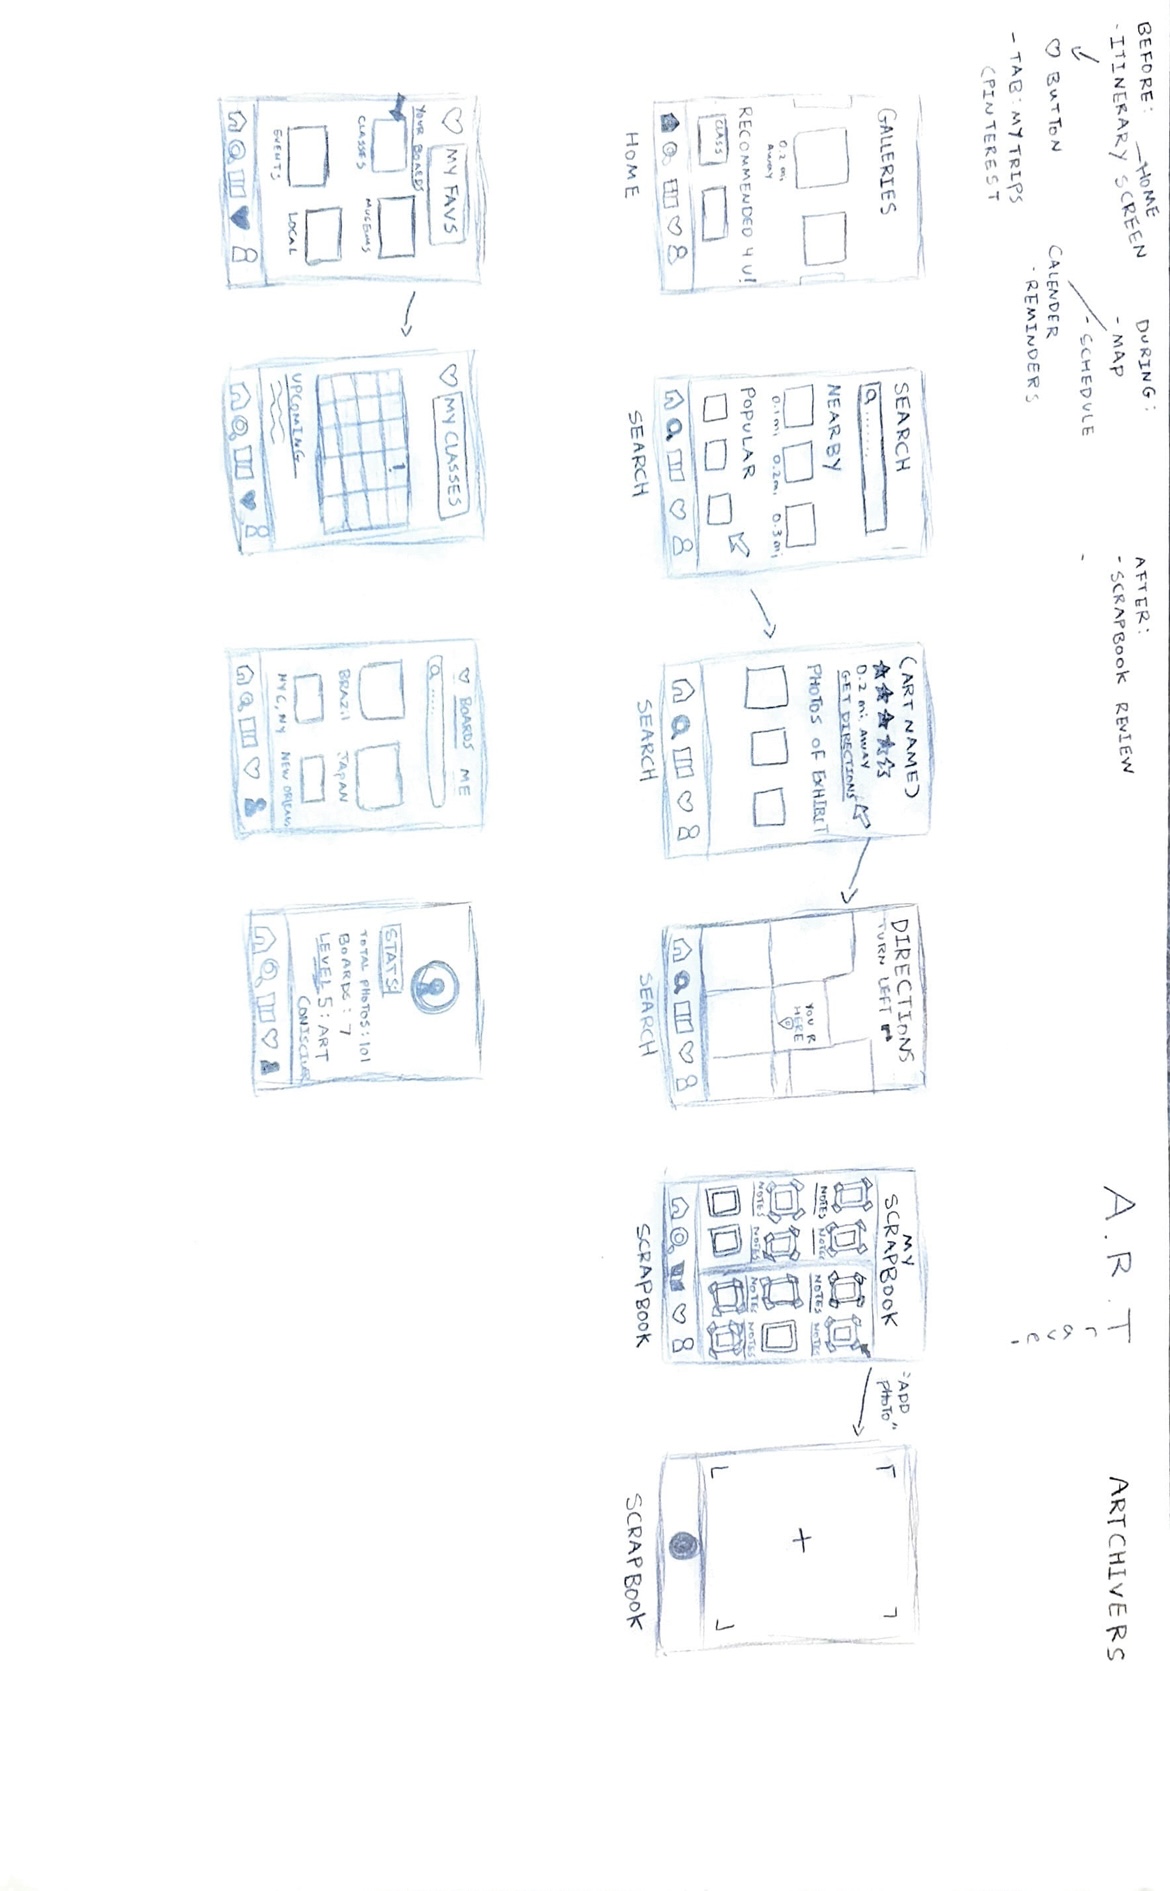 BEFORE:
- ITINERARY SCREEN
HOME
♡ BUTTON
- TAB: MY TRIPS
(PINTEREST
DURING:
- MAP
- SCHEDULE
CALENDER
- REMINDERS
AFTER:
- SCRAPBOOK REVIEW
-
A.R.T
r
a
v
e
l
ARTCHIVERS
GALLERIES
0.2 mi,
AWAY
RECOMMENDED 4 U!
CLASS
HOME
SEARCH
NEARBY
0.1 mi, 0.2mi, 0.3 mi,
POPULAR
SEARCH
(ART NAME)
0.2 mi, AWAY
GET DIRECTIONS
PHOTOS OF EXHIBIT
SEARCH
DIRECTIONS
TURN LEFT
YOU R
HERE
SEARCH
MY
SCRAPBOOK
NOTES NOTES NOTES NOTES
NOTES NOTES NOTES NOTES
SCRAPBOOK
"ADD
PHOTO"
SCRAPBOOK
♡ MY FAVS
YOUR BOARDS
CLASSES MUSEUMS
EVENTS LOCAL
♡ MY CLASSES
!
UPCOMING
♡ BOARDS ME
BRAZIL JAPAN
NYC, NY NEW ORLEANS
STATS:
TOTAL PHOTOS: 101
BOARDS: 7
LEVEL 5: ART